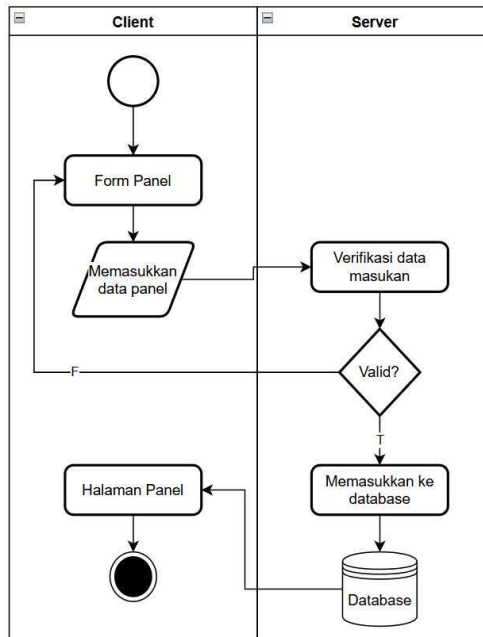 Client
Server
Form Panel
Memasukkan
data panel
Verifikasi data
masukan
F
Valid?
T
Halaman Panel
Memasukkan ke
database
Database